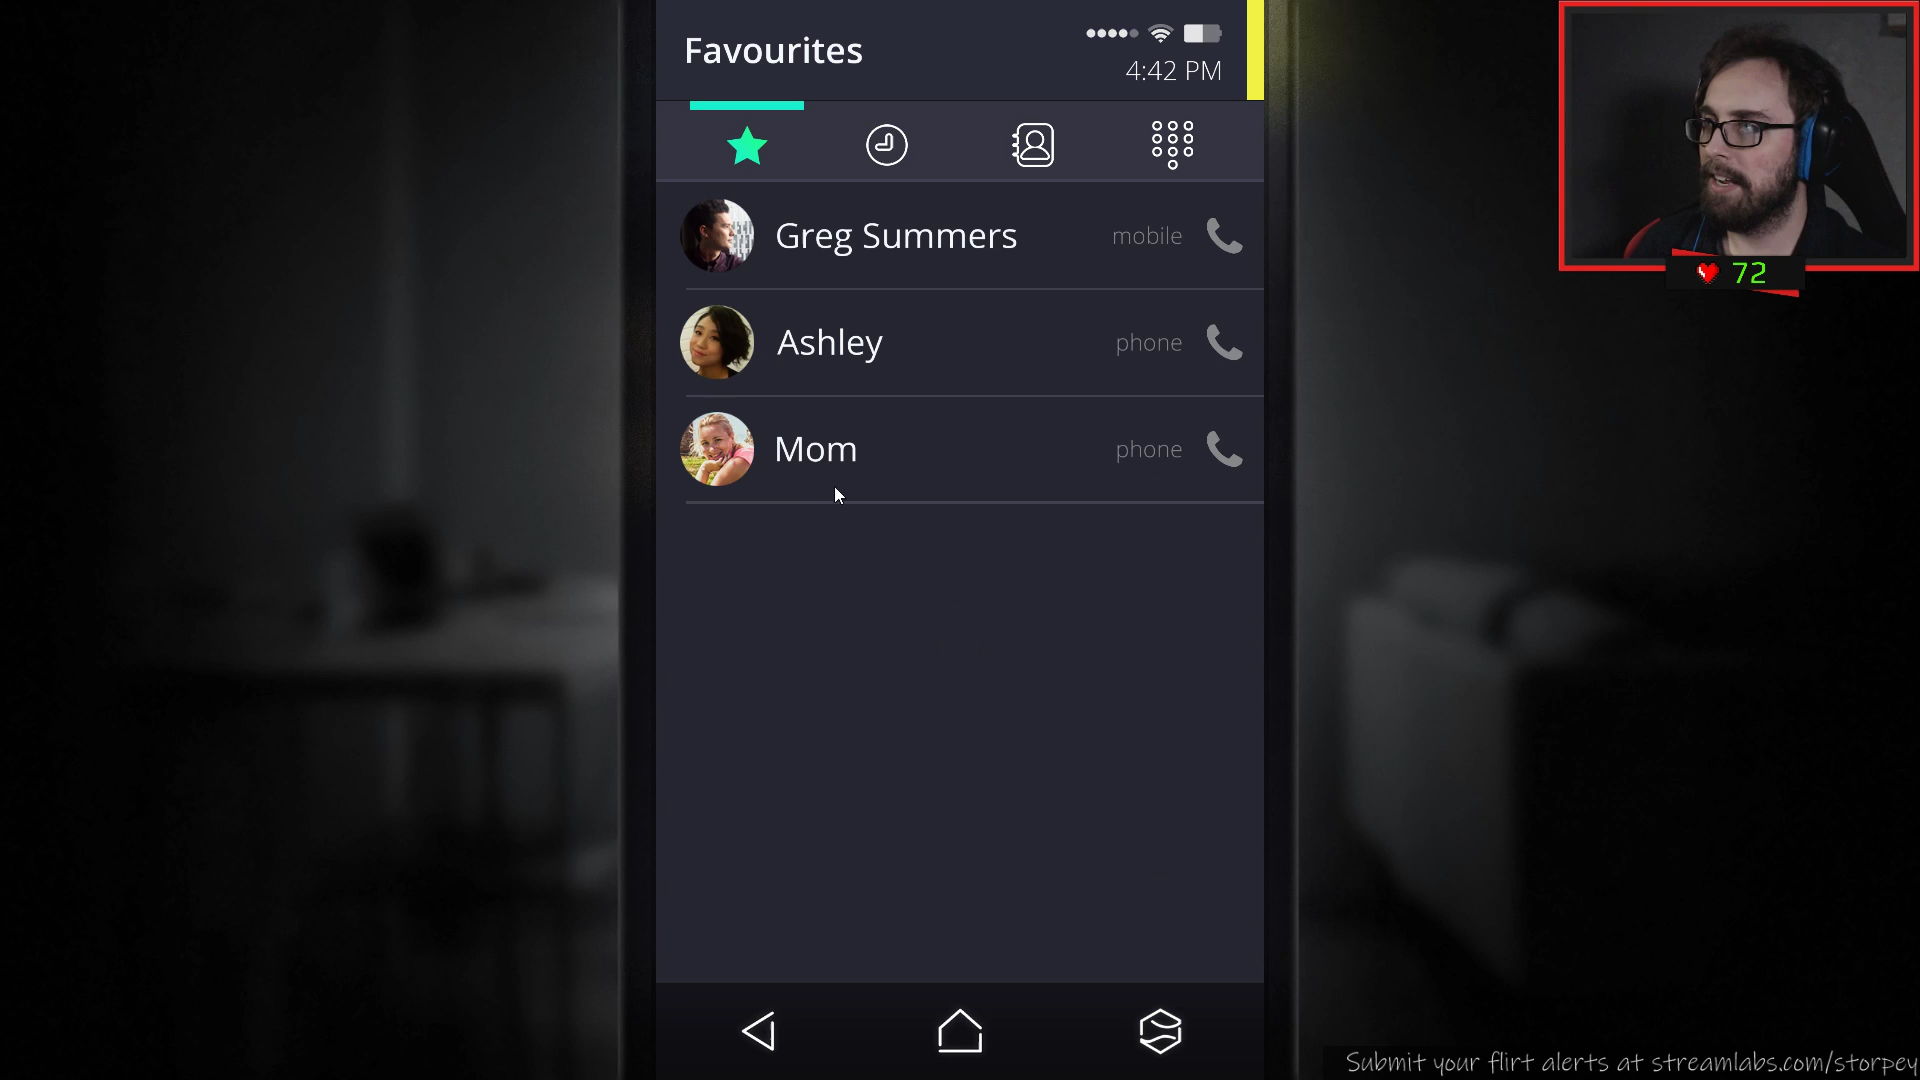 Favourites
4:42 PM
Greg Summers mobile
Ashley phone
Mom phone
72
Submit your flirt alerts at streamlabs.com/storpey